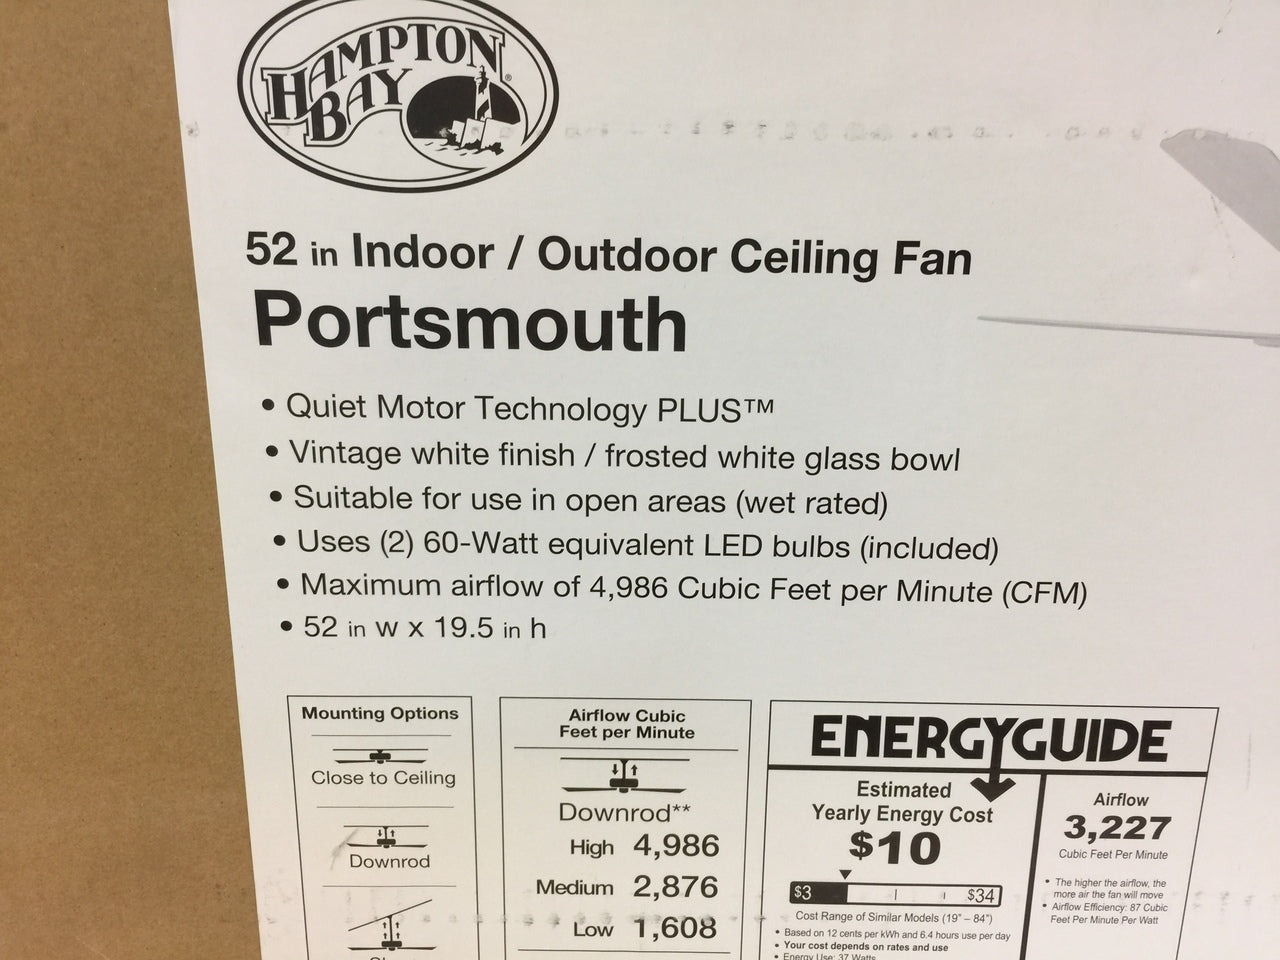 HAMPTON
BAY
®
52 in Indoor / Outdoor Ceiling Fan
Portsmouth
• Quiet Motor Technology PLUS™
• Vintage white finish / frosted white glass bowl
• Suitable for use in open areas (wet rated)
• Uses (2) 60-Watt equivalent LED bulbs (included)
• Maximum airflow of 4,986 Cubic Feet per Minute (CFM)
• 52 in w x 19.5 in h
Mounting Options
Close to Ceiling
Downrod
Airflow Cubic
Feet per Minute
Downrod**
High 4,986
Medium 2,876
Low 1,608
ENERGYGUIDE
Estimated
Yearly Energy Cost
$10
$3 $34
Cost Range of Similar Models (19" – 84")
• Based on 12 cents per kWh and 6.4 hours use per day
• Your cost depends on rates and use
• Energy Use: 37 Watts
Airflow
3,227
Cubic Feet Per Minute
• The higher the airflow, the
more air the fan will move
• Airflow Efficiency: 87 Cubic
Feet Per Minute Per Watt